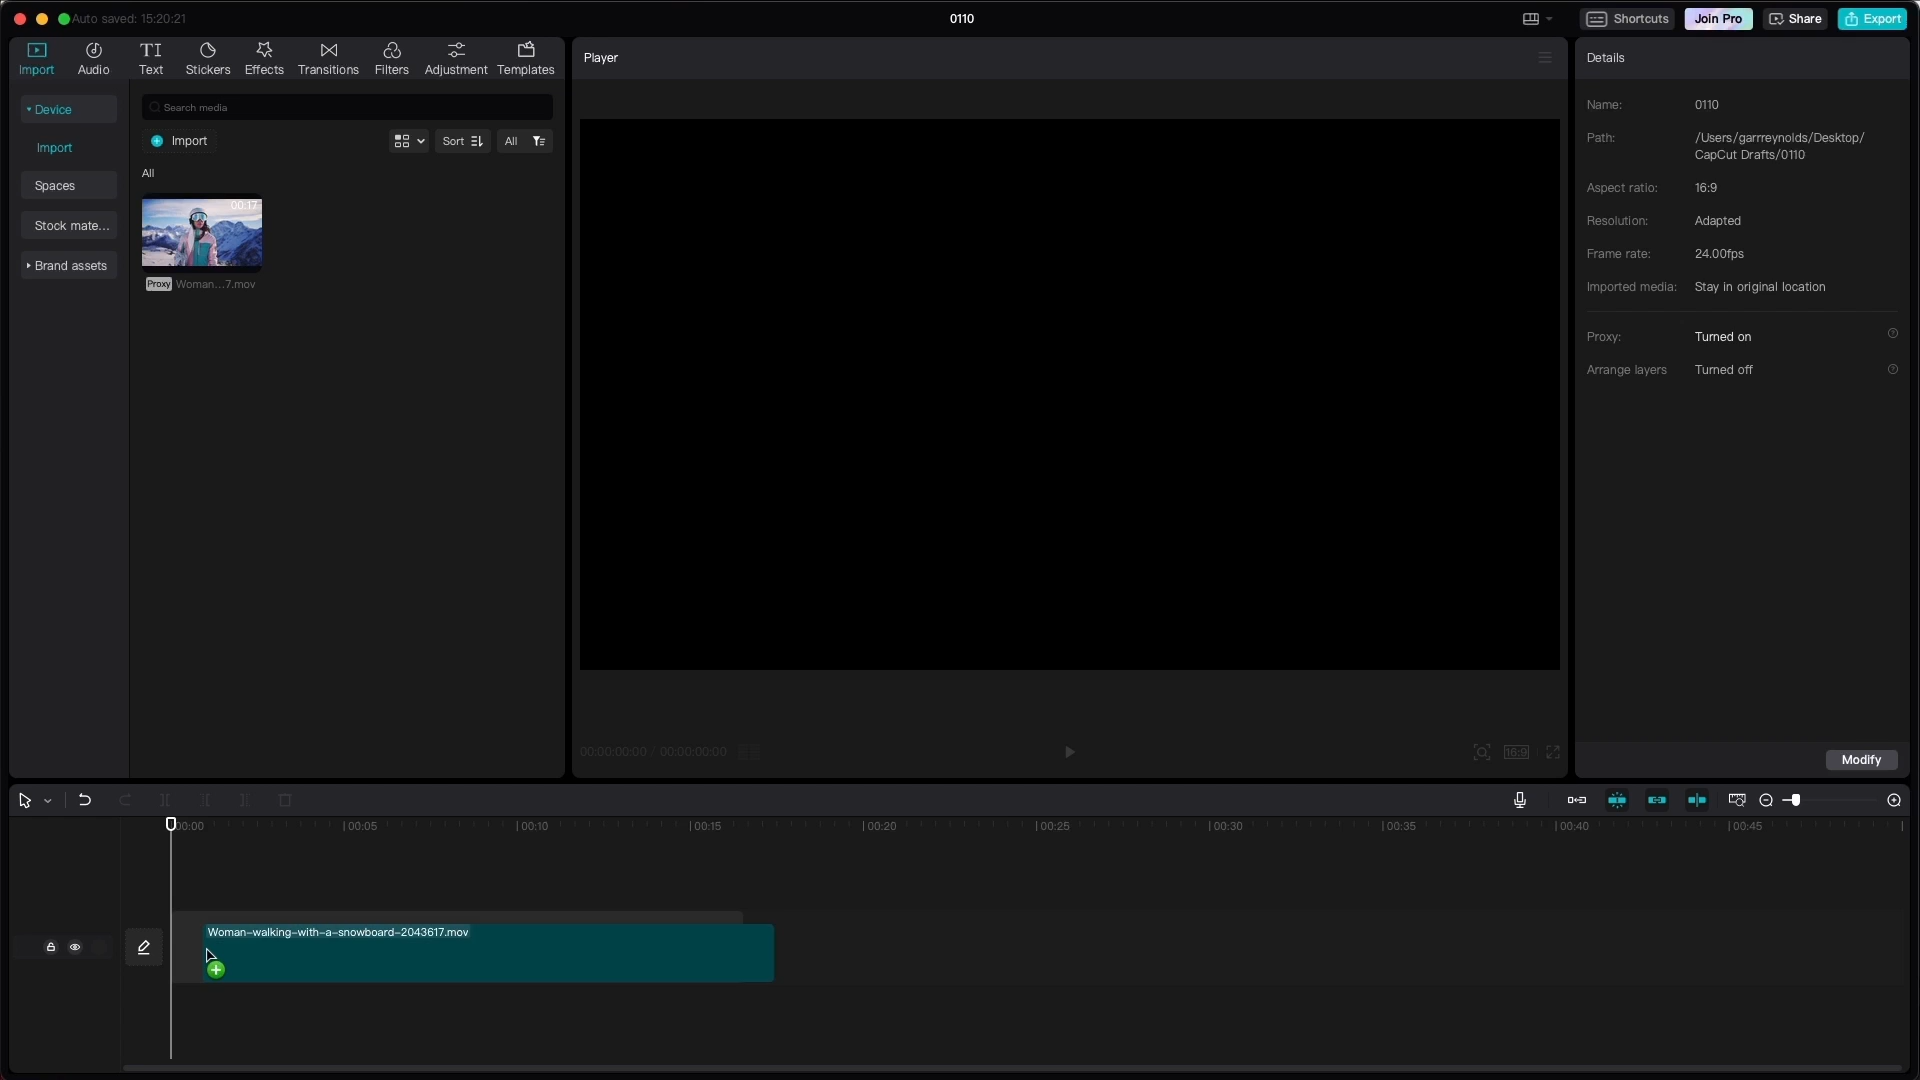 Auto saved: 15:20:21
0110
Shortcuts
Join Pro
Share
Export
Import
Audio
TI
Text
Stickers
Effects
Transitions
Filters
Adjustment
Templates
Device
Import
Spaces
Stock mate...
Brand assets
Search media
Import
Sort
All
All
00:17
Proxy Woman...7.mov
Player
00:00:00:00 / 00:00:00:00
16:9
Details
Name: 0110
Path: /Users/garrreynolds/Desktop/
CapCut Drafts/0110
Aspect ratio: 16:9
Resolution: Adapted
Frame rate: 24.00fps
Imported media: Stay in original location
Proxy: Turned on
Arrange layers Turned off
Modify
00:00 00:05 00:10 00:15 00:20 00:25 00:30 00:35 00:40 00:45
Woman-walking-with-a-snowboard-2043617.mov